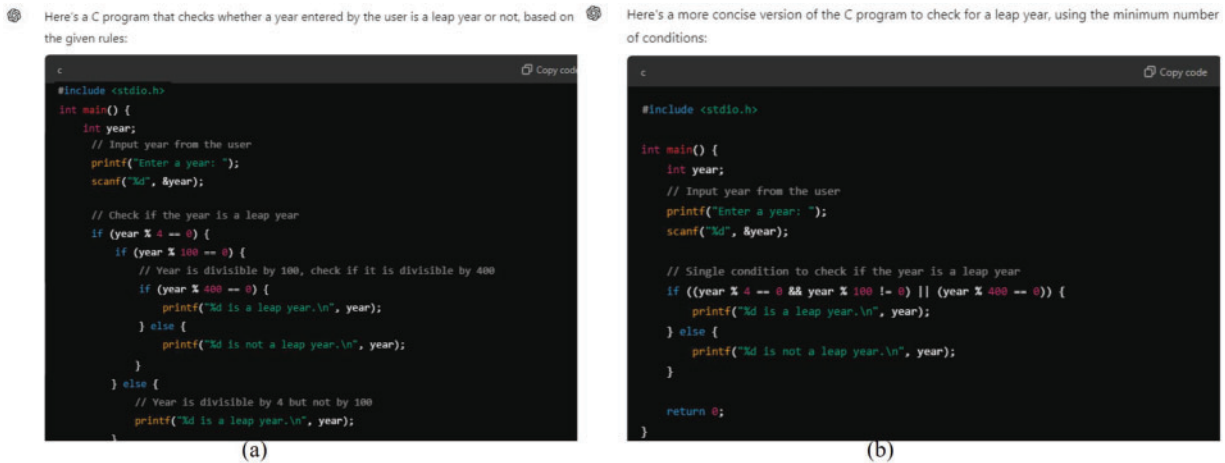 Here's a C program that checks whether a year entered by the user is a leap year or not, based on
the given rules:
c
Copy code
#include <stdio.h>
int main() {
int year;
// Input year from the user
printf("Enter a year: ");
scanf("%d", &year);
// Check if the year is a leap year
if (year % 4 == 0) {
if (year % 100 == 0) {
// Year is divisible by 100, check if it is divisible by 400
if (year % 400 == 0) {
printf("%d is a leap year.\n", year);
} else {
printf("%d is not a leap year.\n", year);
}
} else {
// Year is divisible by 4 but not by 100
printf("%d is a leap year.\n", year);
}
(a)
Here's a more concise version of the C program to check for a leap year, using the minimum number
of conditions:
c
Copy code
#include <stdio.h>
int main() {
int year;
// Input year from the user
printf("Enter a year: ");
scanf("%d", &year);
// Single condition to check if the year is a leap year
if ((year % 4 == 0 && year % 100 != 0) || (year % 400 == 0)) {
printf("%d is a leap year.\n", year);
} else {
printf("%d is not a leap year.\n", year);
}
return 0;
}
(b)